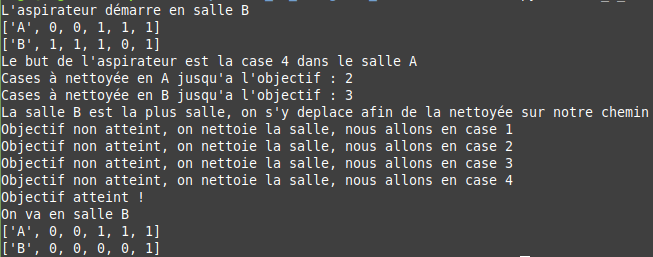 L'aspirateur démarre en salle B
['A', 0, 0, 1, 1, 1]
['B', 1, 1, 1, 0, 1]
Le but de l'aspirateur est la case 4 dans le salle A
Cases à nettoyée en A jusqu'a l'objectif : 2
Cases à nettoyée en B jusqu'a l'objectif : 3
La salle B est la plus salle, on s'y deplace afin de la nettoyée sur notre chemin
Objectif non atteint, on nettoie la salle, nous allons en case 1
Objectif non atteint, on nettoie la salle, nous allons en case 2
Objectif non atteint, on nettoie la salle, nous allons en case 3
Objectif non atteint, on nettoie la salle, nous allons en case 4
Objectif atteint !
On va en salle B
['A', 0, 0, 1, 1, 1]
['B', 0, 0, 0, 0, 1]